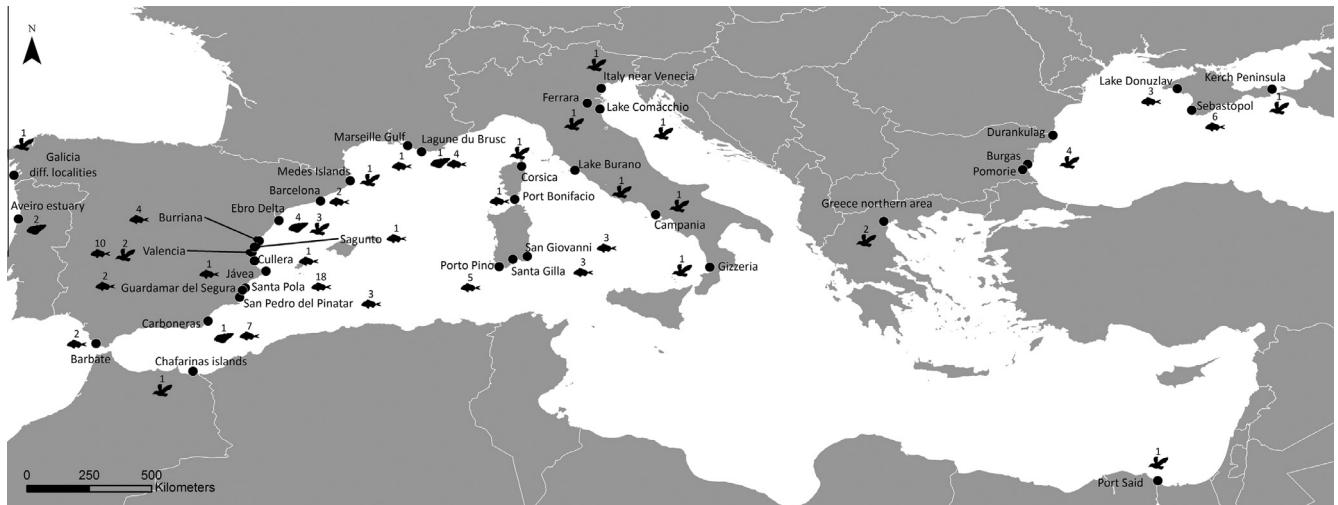 N
1
Italy near Venecia
Lake Donuzlav
Kerch Peninsula
3
1
Ferrara
Lake Comacchio
Sebastopol
1
1
6
Durankulag
1
Marseille Gulf
Lagune du Brusc
1
1
1
4
Burgas
4
Galicia
diff. localities
Medes Islands
1
Corsica
Lake Burano
Pomorie
Barcelona
2
1
Port Bonifacio
1
1
Aveiro estuary
4
Ebro Delta
Greece northern area
2
Burriana
4
3
Campania
2
Sagunto
1
10
2
Valencia
San Giovanni
3
Cullera
1
1
Jávea
Porto Pino
Santa Gilla
3
1
Gizzeria
2
Guardamar del Segura
Santa Pola
18
5
San Pedro del Pinatar
3
Carboneras
1
7
2
Barbate
Chafarinas islands
1
1
Port Said
0
250
500
Kilometers